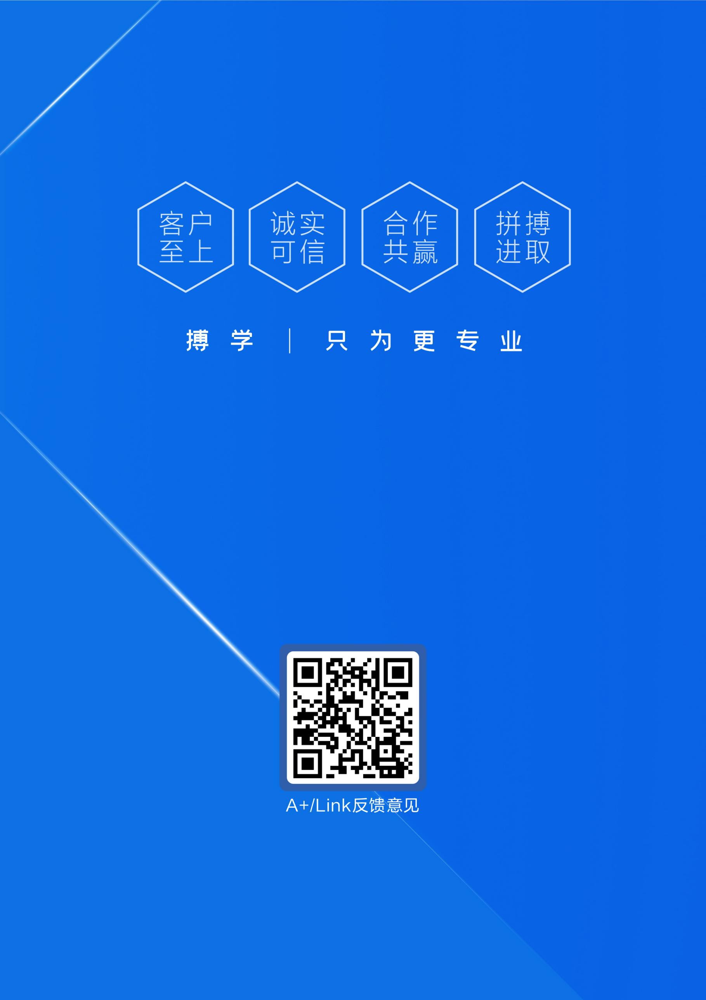 客户
至上
诚实
可信
合作
共赢
拼搏
进取
搏学｜只为更专业
A+/Link反馈意见